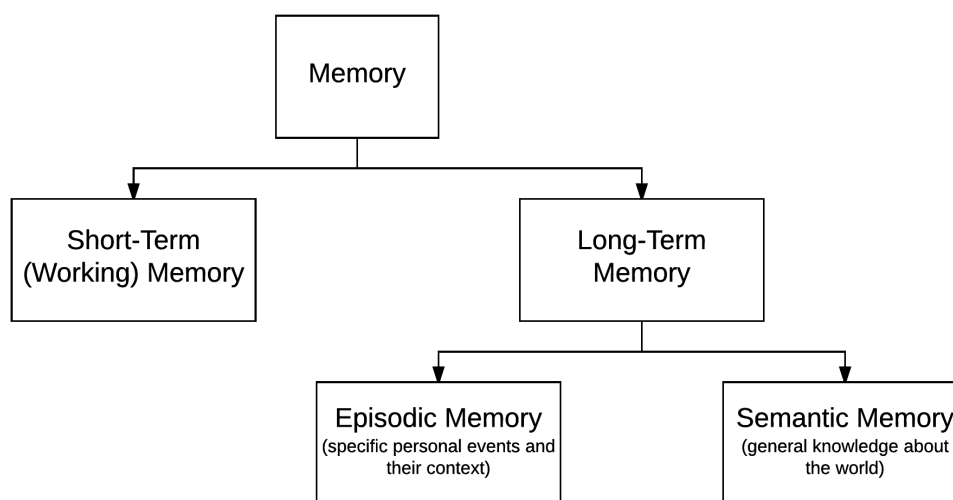 Memory
Short-Term
(Working) Memory
Long-Term
Memory
Episodic Memory
(specific personal events and
their context)
Semantic Memory
(general knowledge about
the world)